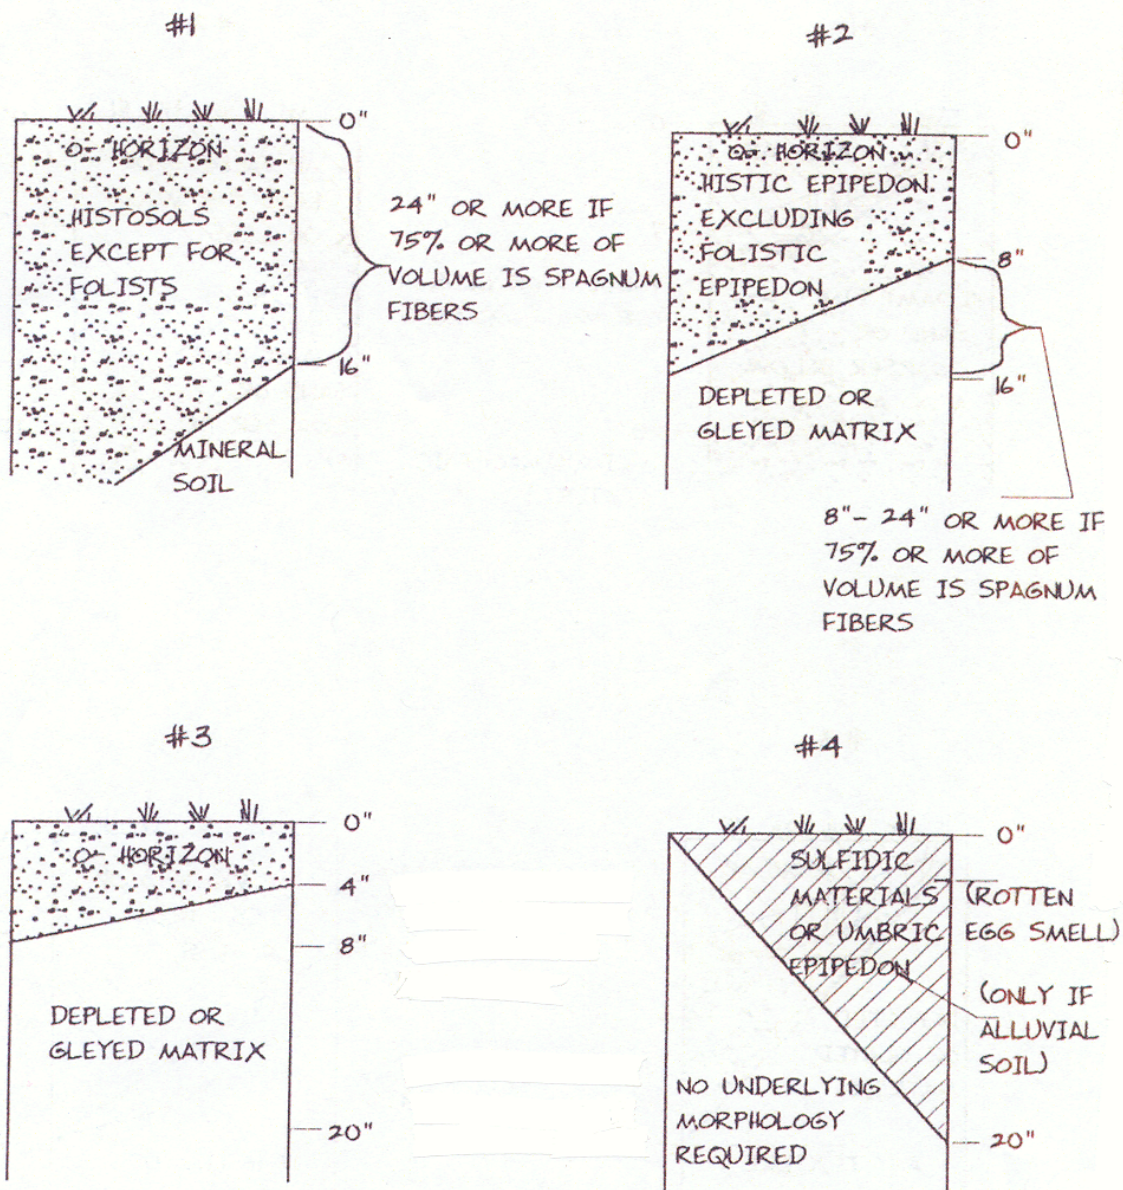 #1
0"
O- HORIZON
HISTOSOLS
EXCEPT FOR
FOLISTS
24" OR MORE IF
75% OR MORE OF
VOLUME IS SPAGNUM
FIBERS
16"
MINERAL
SOIL
#2
0"
O- HORIZON
HISTIC EPIPEDON
EXCLUDING
FOLISTIC
EPIPEDON
8"
16"
DEPLETED OR
GLEYED MATRIX
8"- 24" OR MORE IF
75% OR MORE OF
VOLUME IS SPAGNUM
FIBERS
#3
0"
O- HORIZON
4"
8"
DEPLETED OR
GLEYED MATRIX
20"
#4
0"
SULFIDIC
MATERIALS
OR UMBRIC
EPIPEDON
(ROTTEN
EGG SMELL)
(ONLY IF
ALLUVIAL
SOIL)
NO UNDERLYING
MORPHOLOGY
REQUIRED
20"